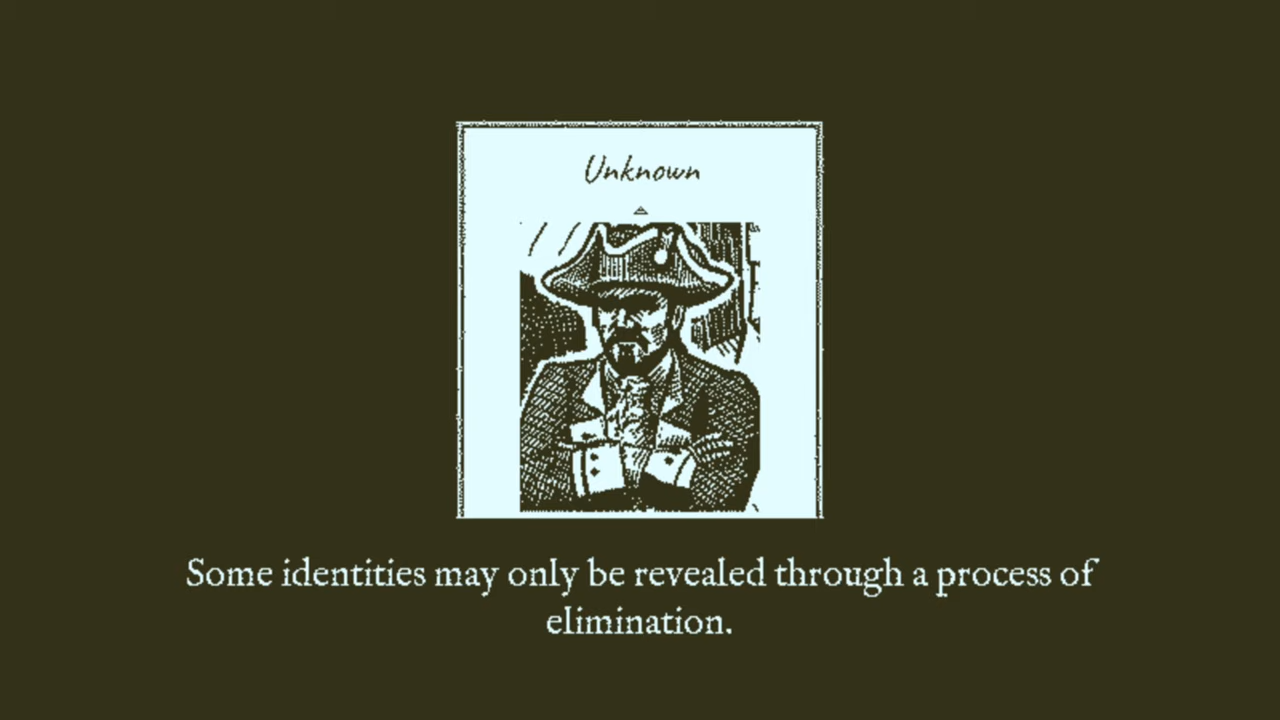 Unknown
Some identities may only be revealed through a process of
elimination.